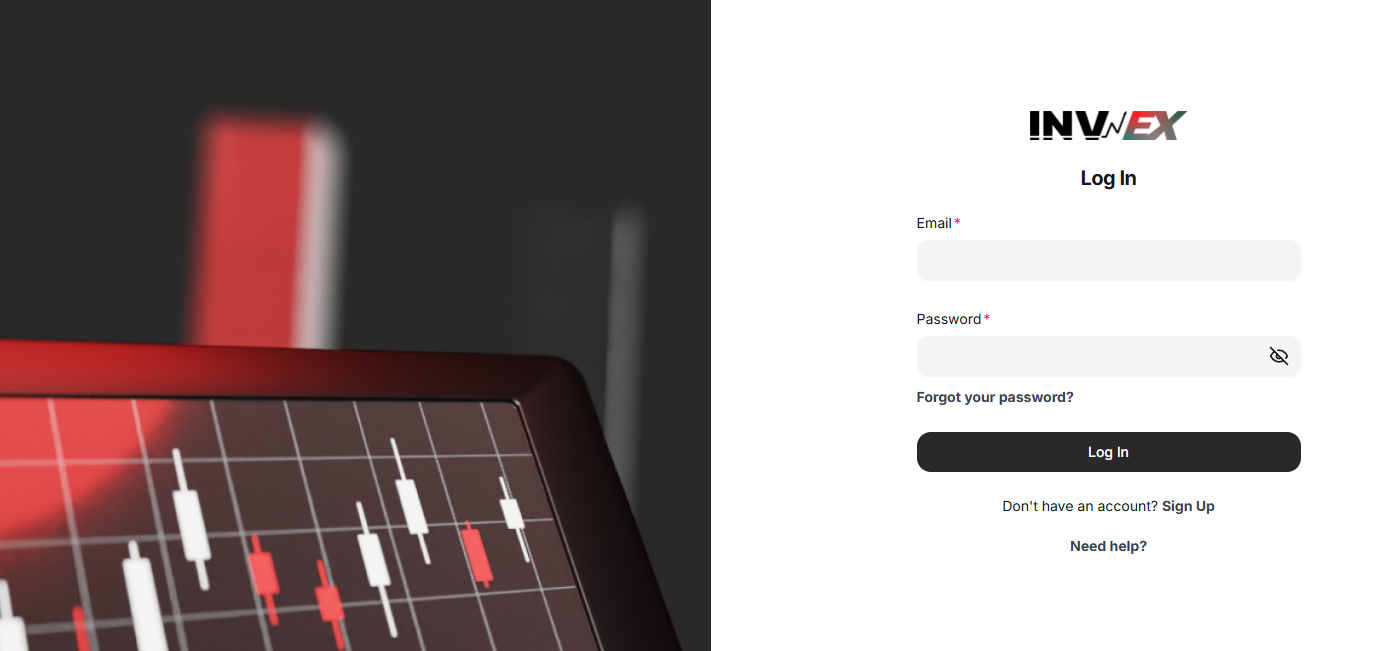 INVEX
Log In
Email *
Password *
Forgot your password?
Log In
Don't have an account? Sign Up
Need help?